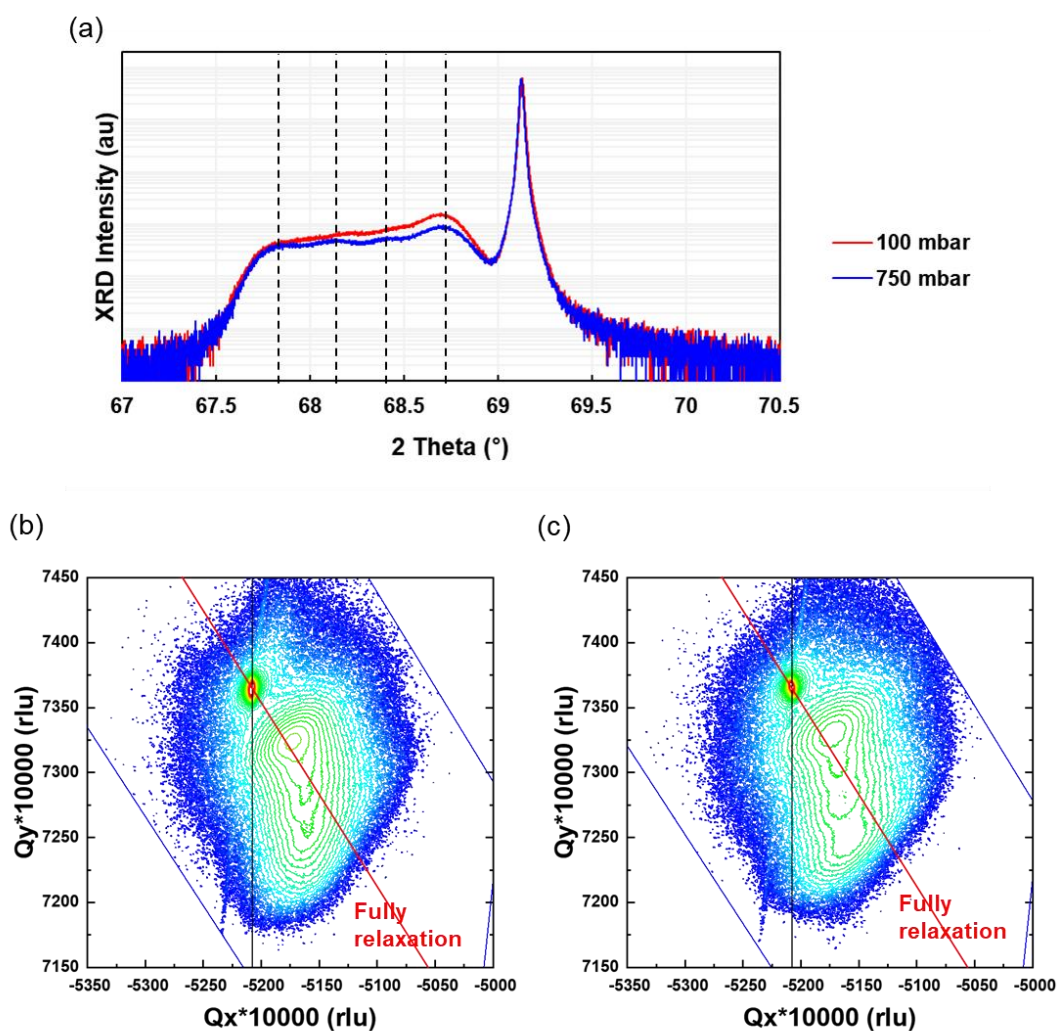 (a)
XRD Intensity (au)
67 67.5 68 68.5 69 69.5 70 70.5
2 Theta (°)
100 mbar
750 mbar
(b)
Qy*10000 (rlu)
7450
7400
7350
7300
7250
7200
7150
Fully
relaxation
-5350 -5300 -5250 -5200 -5150 -5100 -5050 -5000
Qx*10000 (rlu)
(c)
Qy*10000 (rlu)
7450
7400
7350
7300
7250
7200
7150
Fully
relaxation
-5350 -5300 -5250 -5200 -5150 -5100 -5050 -5000
Qx*10000 (rlu)